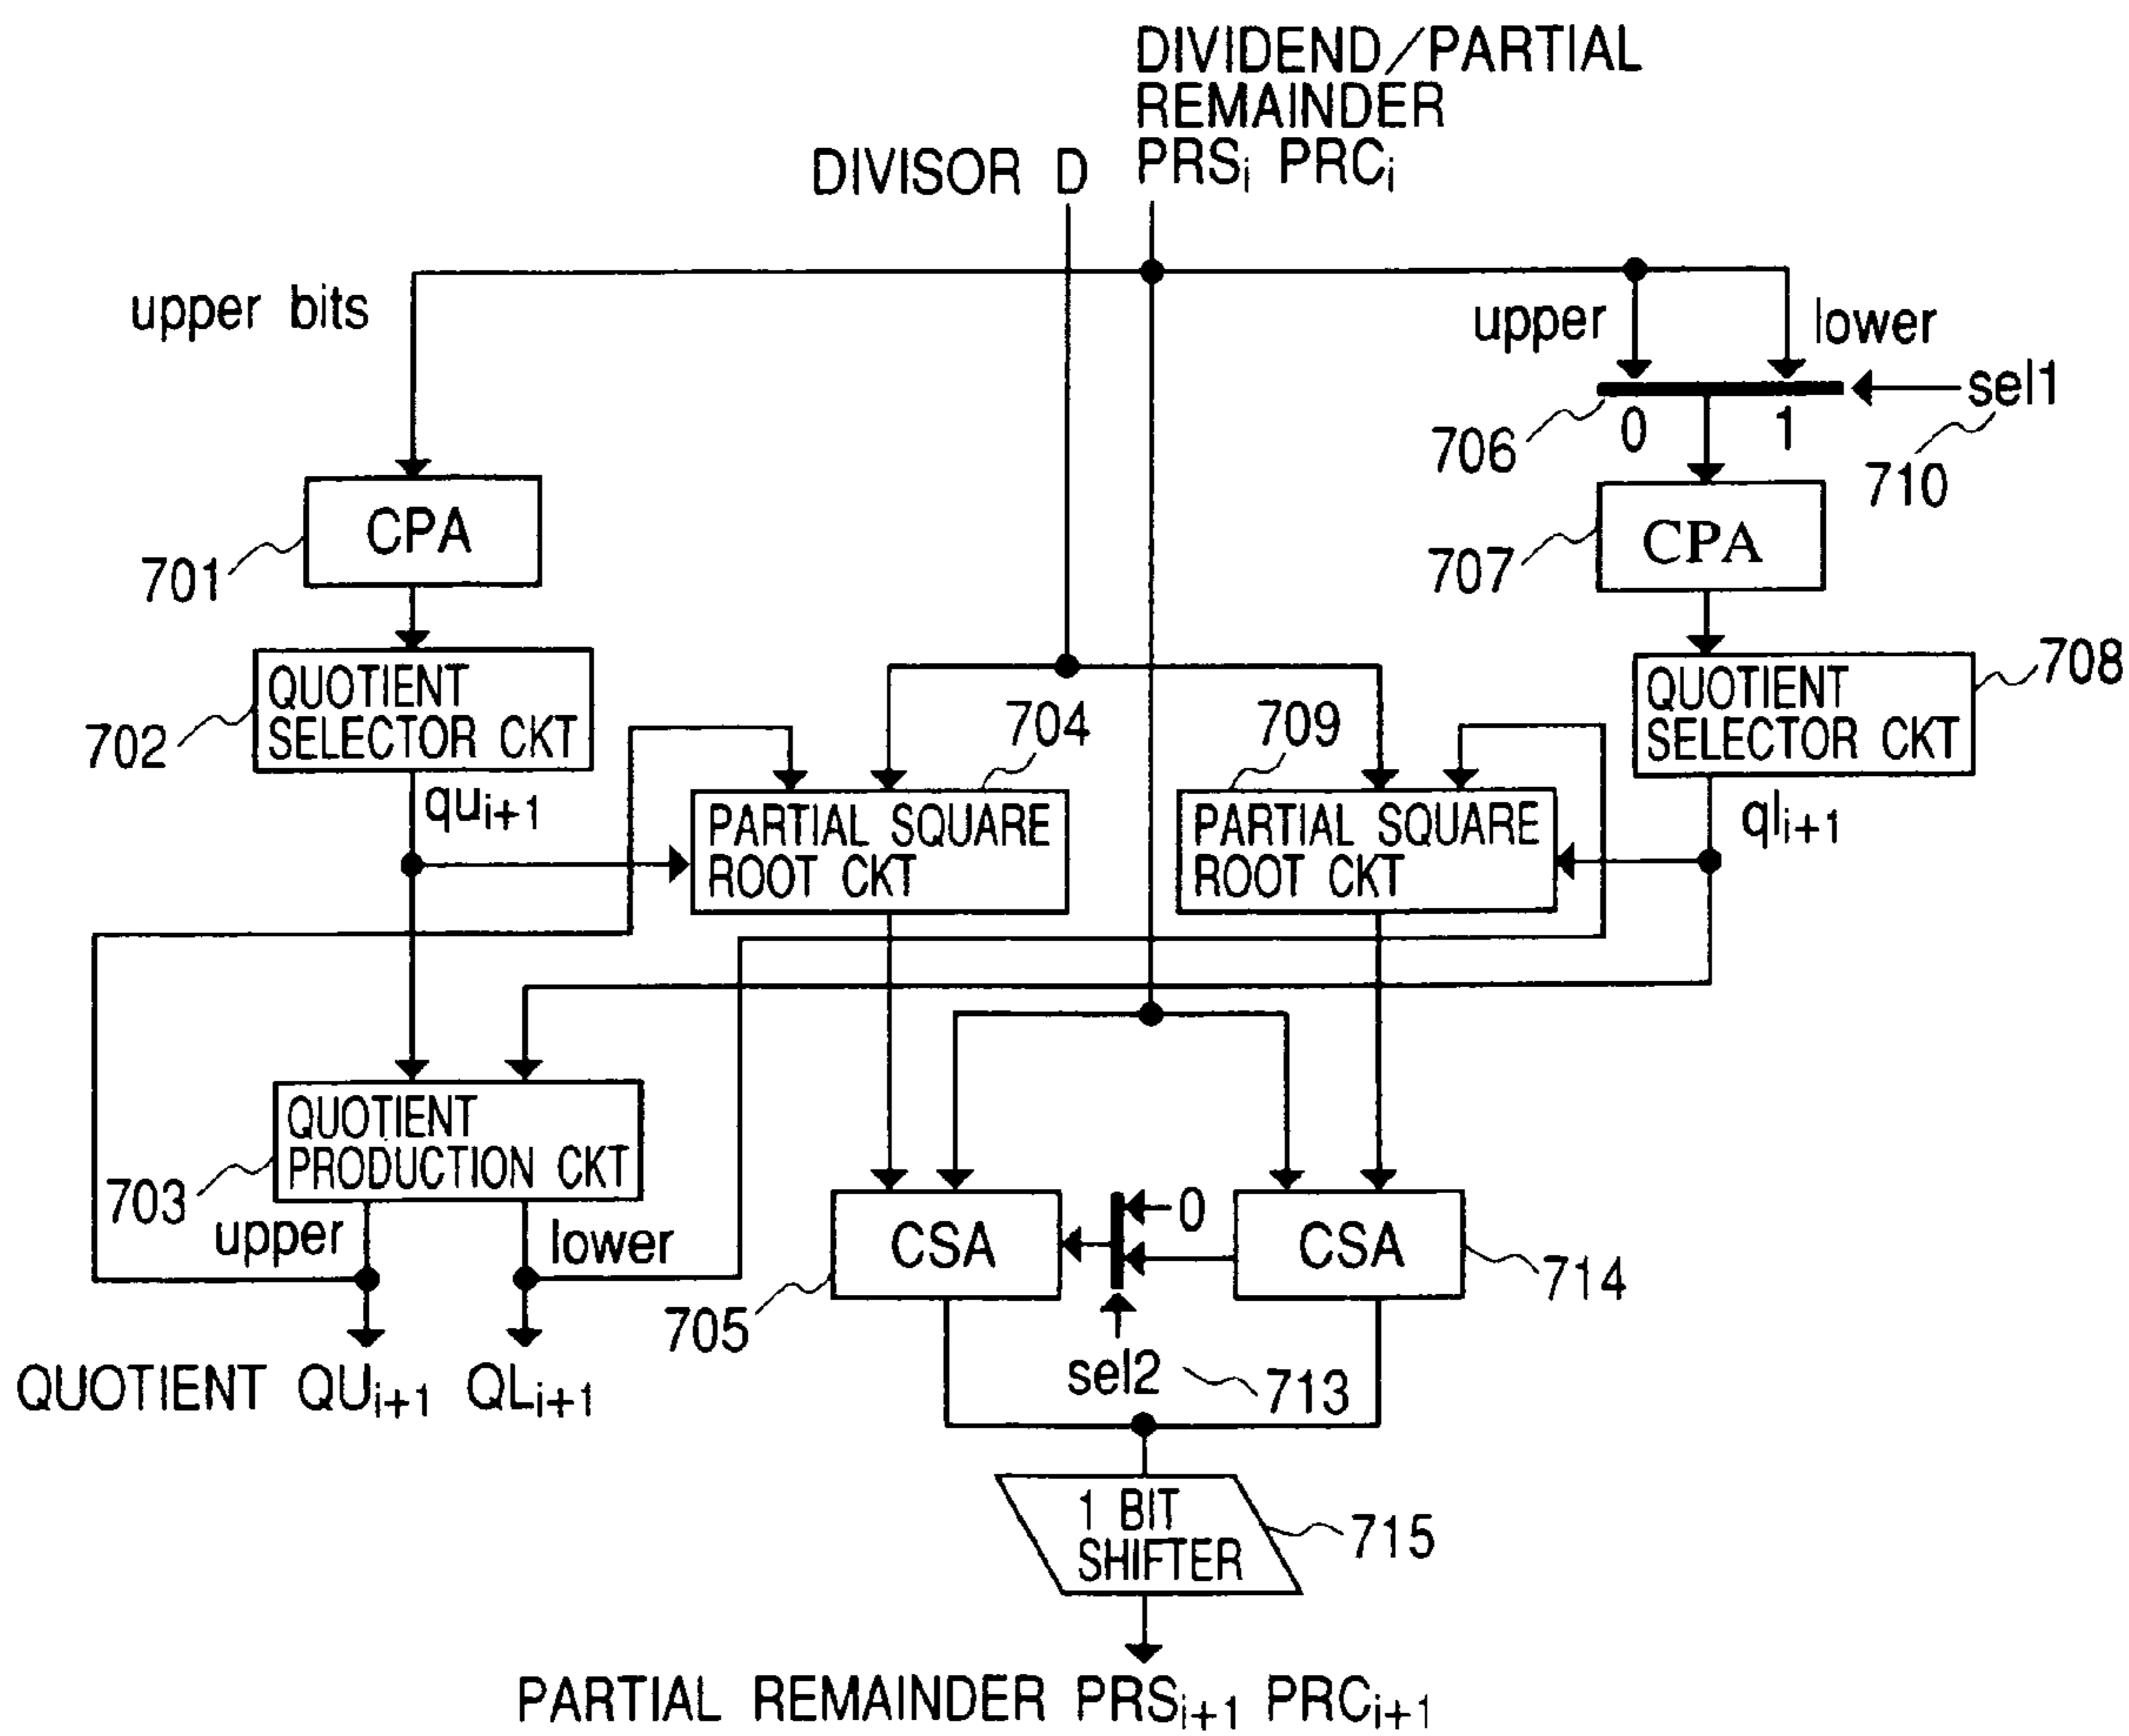 DIVIDEND/PARTIAL
REMAINDER
PRSi PRCi
DIVISOR D
upper bits
upper
lower
sel1
706
0
1
710
CPA
701
CPA
707
QUOTIENT
SELECTOR CKT
702
QUOTIENT
SELECTOR CKT
708
704
709
qui+1
PARTIAL SQUARE
ROOT CKT
PARTIAL SQUARE
ROOT CKT
qli+1
QUOTIENT
PRODUCTION CKT
703
upper
lower
CSA
705
0
CSA
714
sel2
713
QUOTIENT QUi+1 QLi+1
1 BIT
SHIFTER
715
PARTIAL REMAINDER PRSi+1 PRCi+1